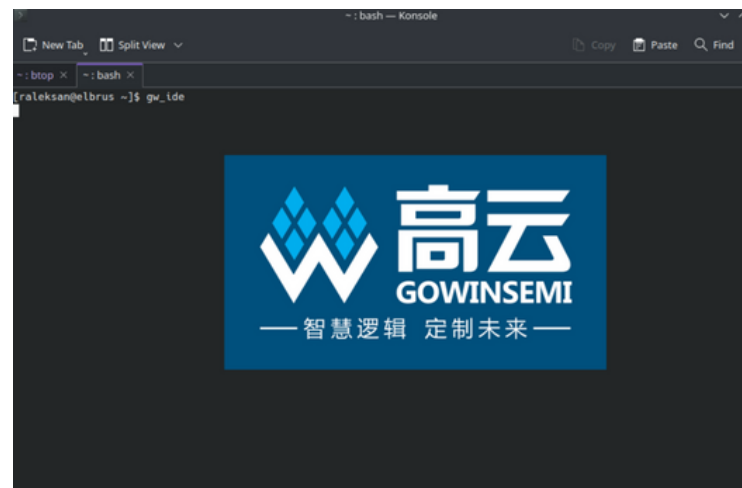 ~ : bash — Konsole
New Tab Split View Copy Paste Find
~ : btop ~ : bash
[raleksan@elbrus ~]$ gw_ide
高云
GOWINSEMI
智慧逻辑 定制未来